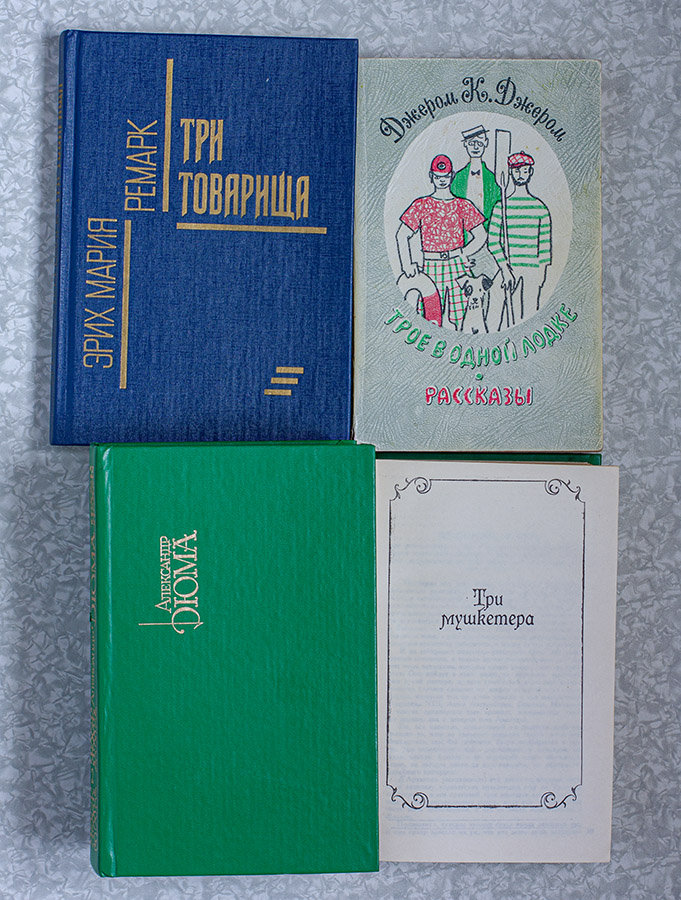 ЭРИХ МАРИЯ
РЕМАРК
ТРИ
ТОВАРИЩА
Джером К. Джером
ТРОЕ В ОДНОЙ ЛОДКЕ
РАССКАЗЫ
АЛЕКСАНДР
ДЮМА
Три
мушкетера